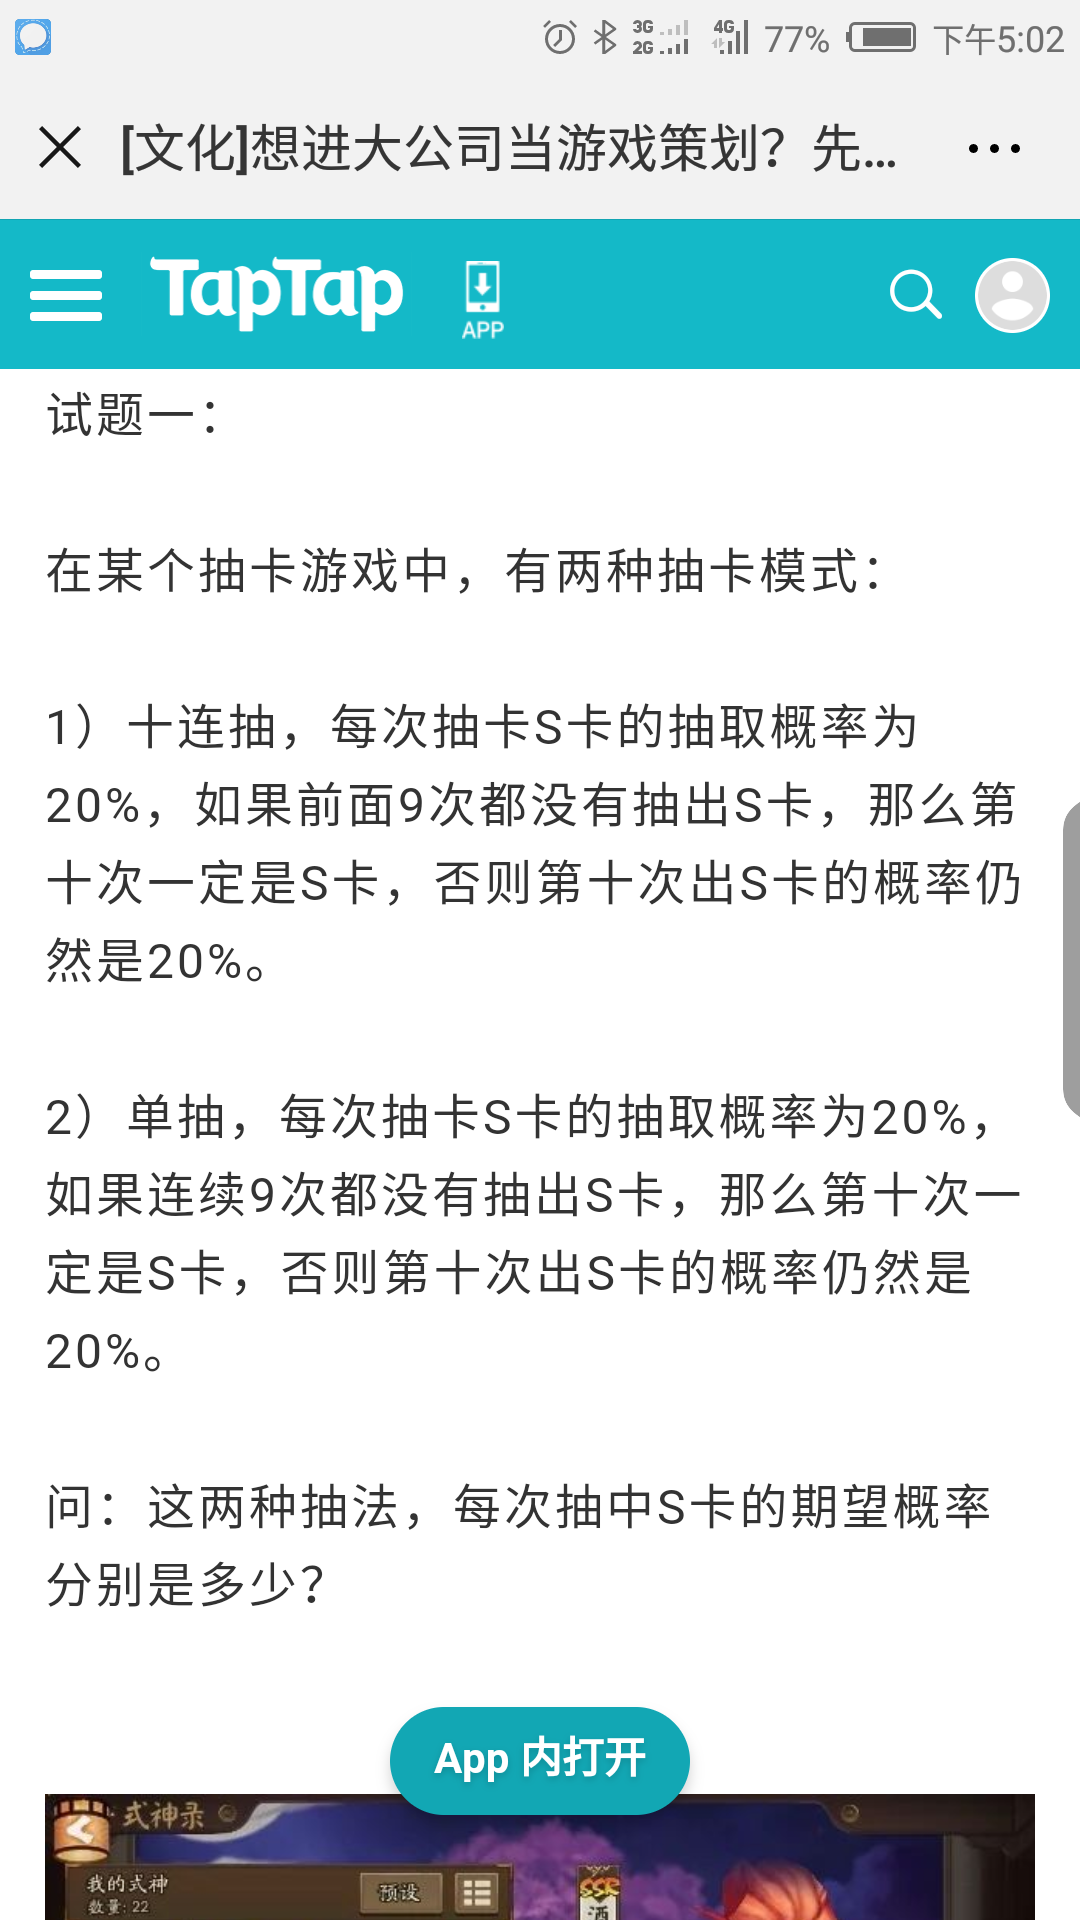 3G 2G 4G 77% 下午5:02
[文化]想进大公司当游戏策划？先...
TapTap APP
试题一：
在某个抽卡游戏中，有两种抽卡模式：
1）十连抽，每次抽卡S卡的抽取概率为
20%，如果前面9次都没有抽出S卡，那么第
十次一定是S卡，否则第十次出S卡的概率仍
然是20%。
2）单抽，每次抽卡S卡的抽取概率为20%，
如果连续9次都没有抽出S卡，那么第十次一
定是S卡，否则第十次出S卡的概率仍然是
20%。
问：这两种抽法，每次抽中S卡的期望概率
分别是多少？
App 内打开
式神录
我的式神
数量: 22
预设
SSR
酒